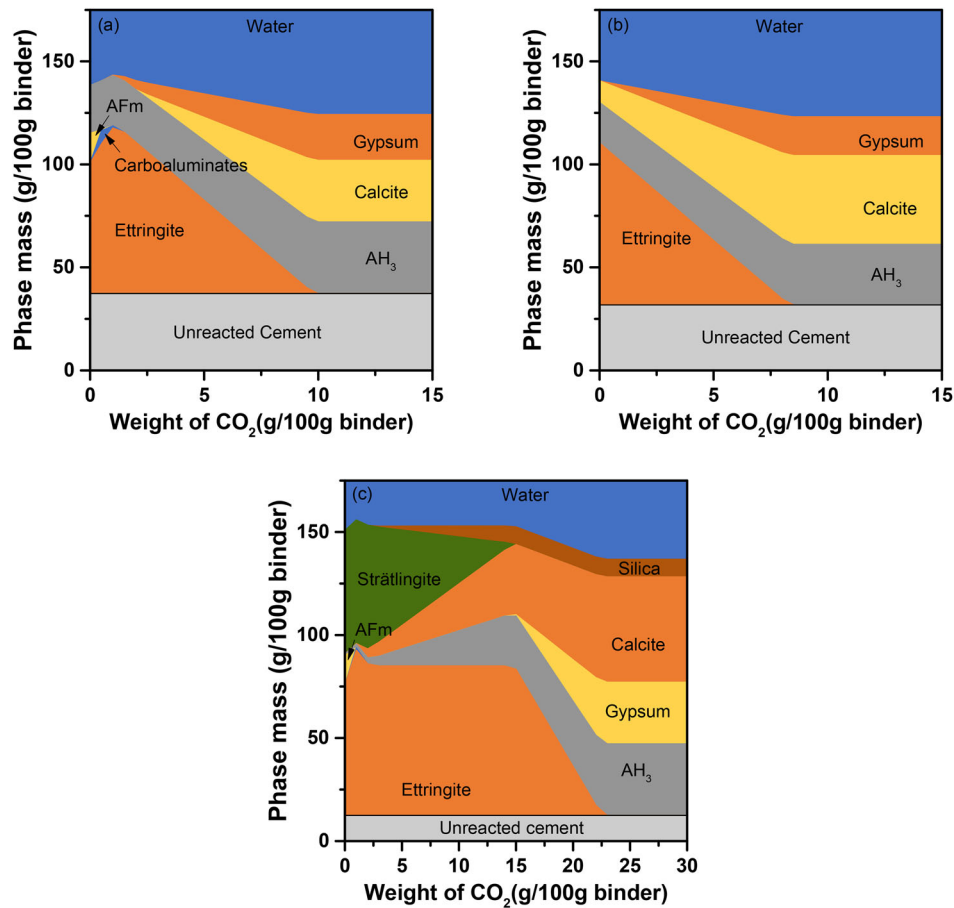 (a)
Water
AFm
Carboaluminates
Gypsum
Calcite
Ettringite
AH₃
Unreacted Cement
0
50
100
150
Phase mass (g/100g binder)
0 5 10 15
Weight of CO₂(g/100g binder)
(b)
Water
Gypsum
Calcite
Ettringite
AH₃
Unreacted Cement
0
50
100
150
Phase mass (g/100g binder)
0 5 10 15
Weight of CO₂(g/100g binder)
(c)
Water
Silica
Strätlingite
AFm
Calcite
Gypsum
AH₃
Ettringite
Unreacted cement
0
50
100
150
Phase mass (g/100g binder)
0 5 10 15 20 25 30
Weight of CO₂(g/100g binder)